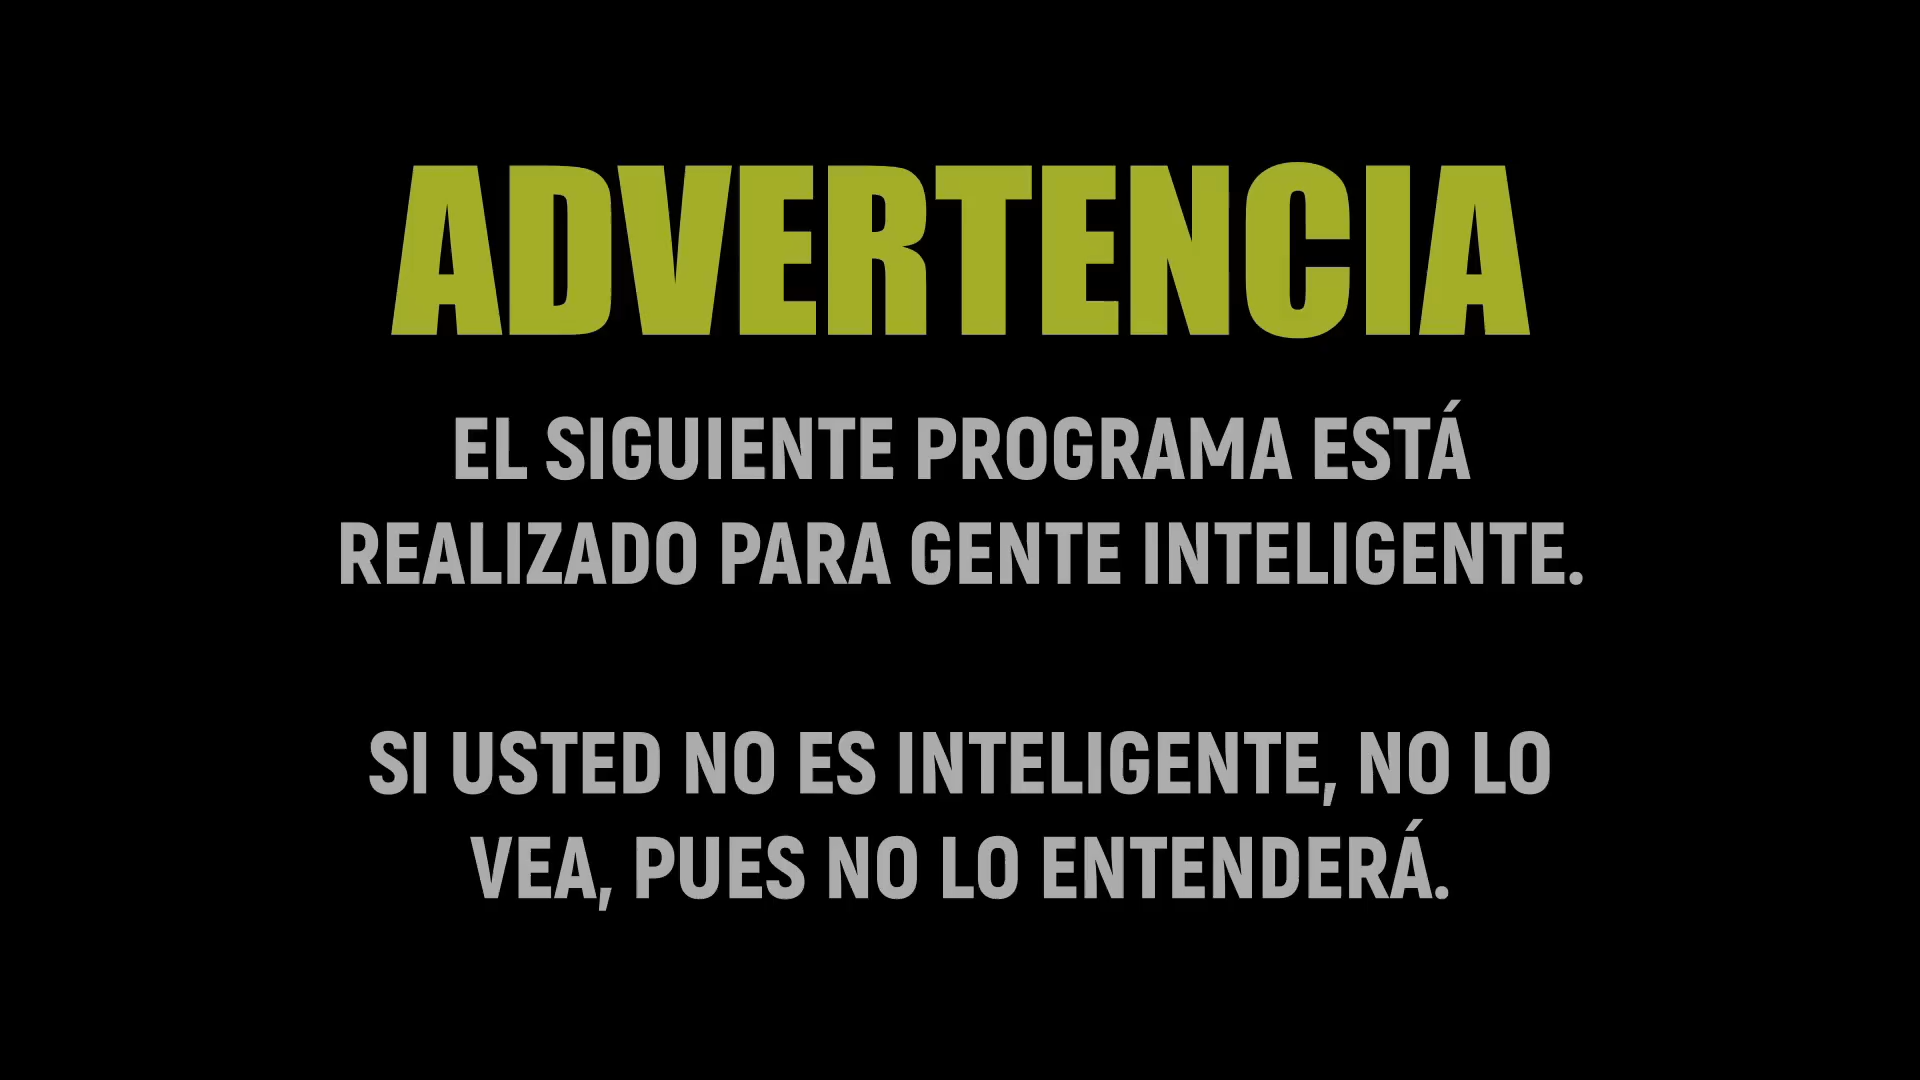 ADVERTENCIA
EL SIGUIENTE PROGRAMA ESTÁ
REALIZADO PARA GENTE INTELIGENTE.
SI USTED NO ES INTELIGENTE, NO LO
VEA, PUES NO LO ENTENDERÁ.